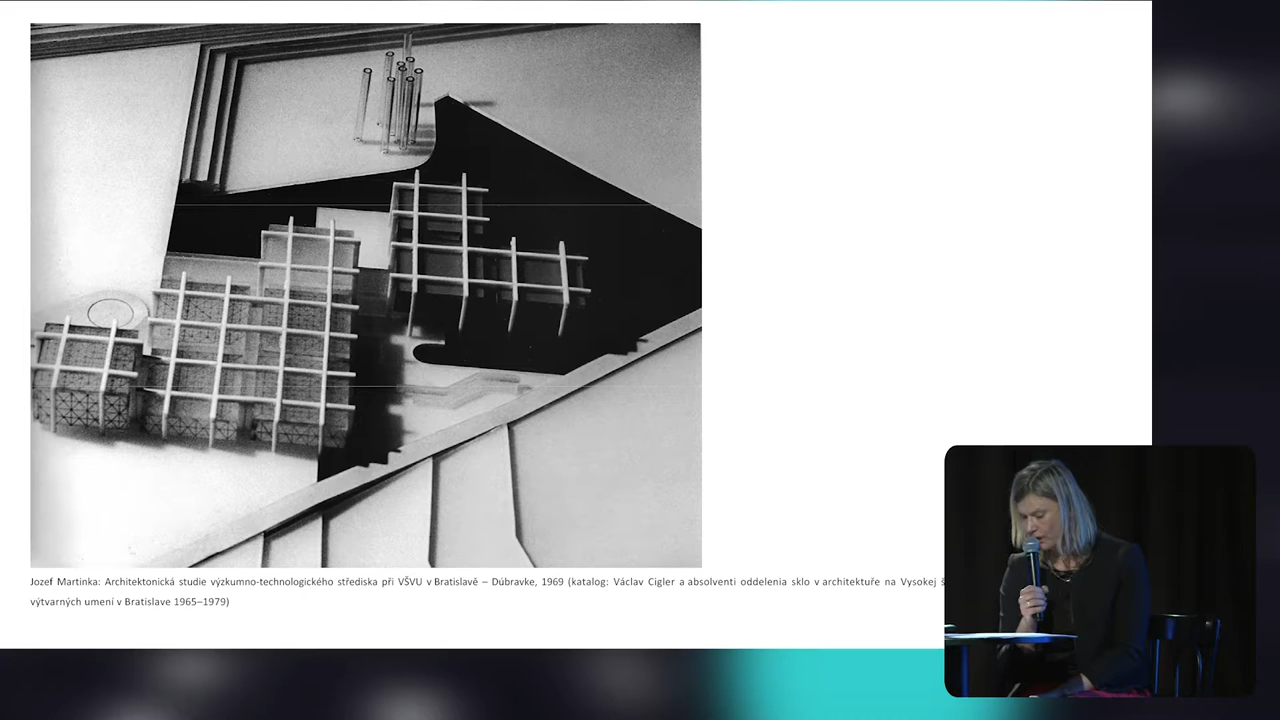 Jozef Martinka: Architektonická studie výzkumno-technologického střediska při VŠVU v Bratislavě – Dúbravke, 1969 (katalog: Václav Cigler a absolventi oddelenia sklo v architektuře na Vysokej
výtvarných umení v Bratislave 1965–1979)